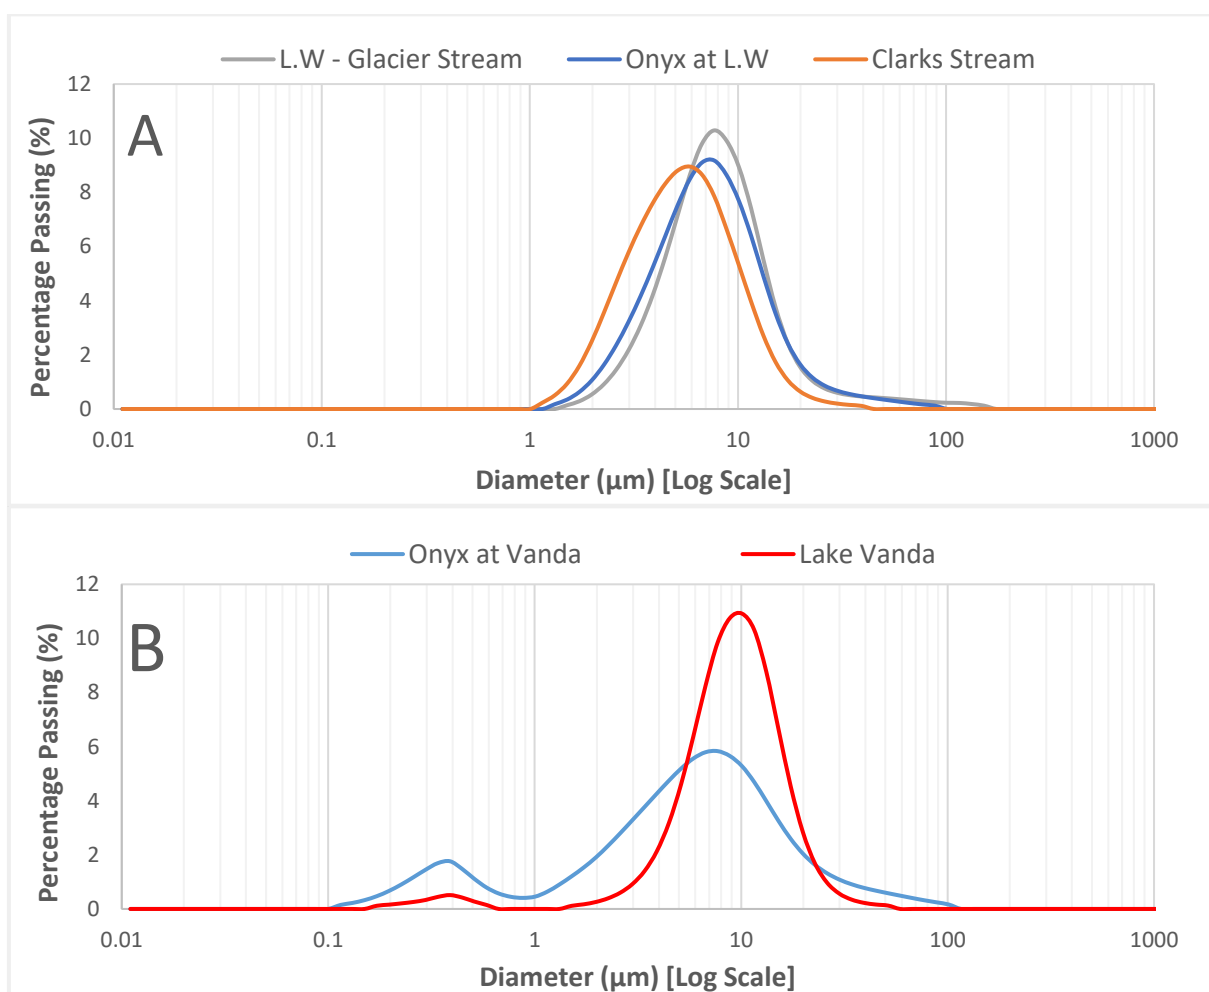 L.W - Glacier Stream Onyx at L.W Clarks Stream
A
Percentage Passing (%)
12
10
8
6
4
2
0
0.01 0.1 1 10 100 1000
Diameter (µm) [Log Scale]
Onyx at Vanda Lake Vanda
B
Percentage Passing (%)
12
10
8
6
4
2
0
0.01 0.1 1 10 100 1000
Diameter (µm) [Log Scale]